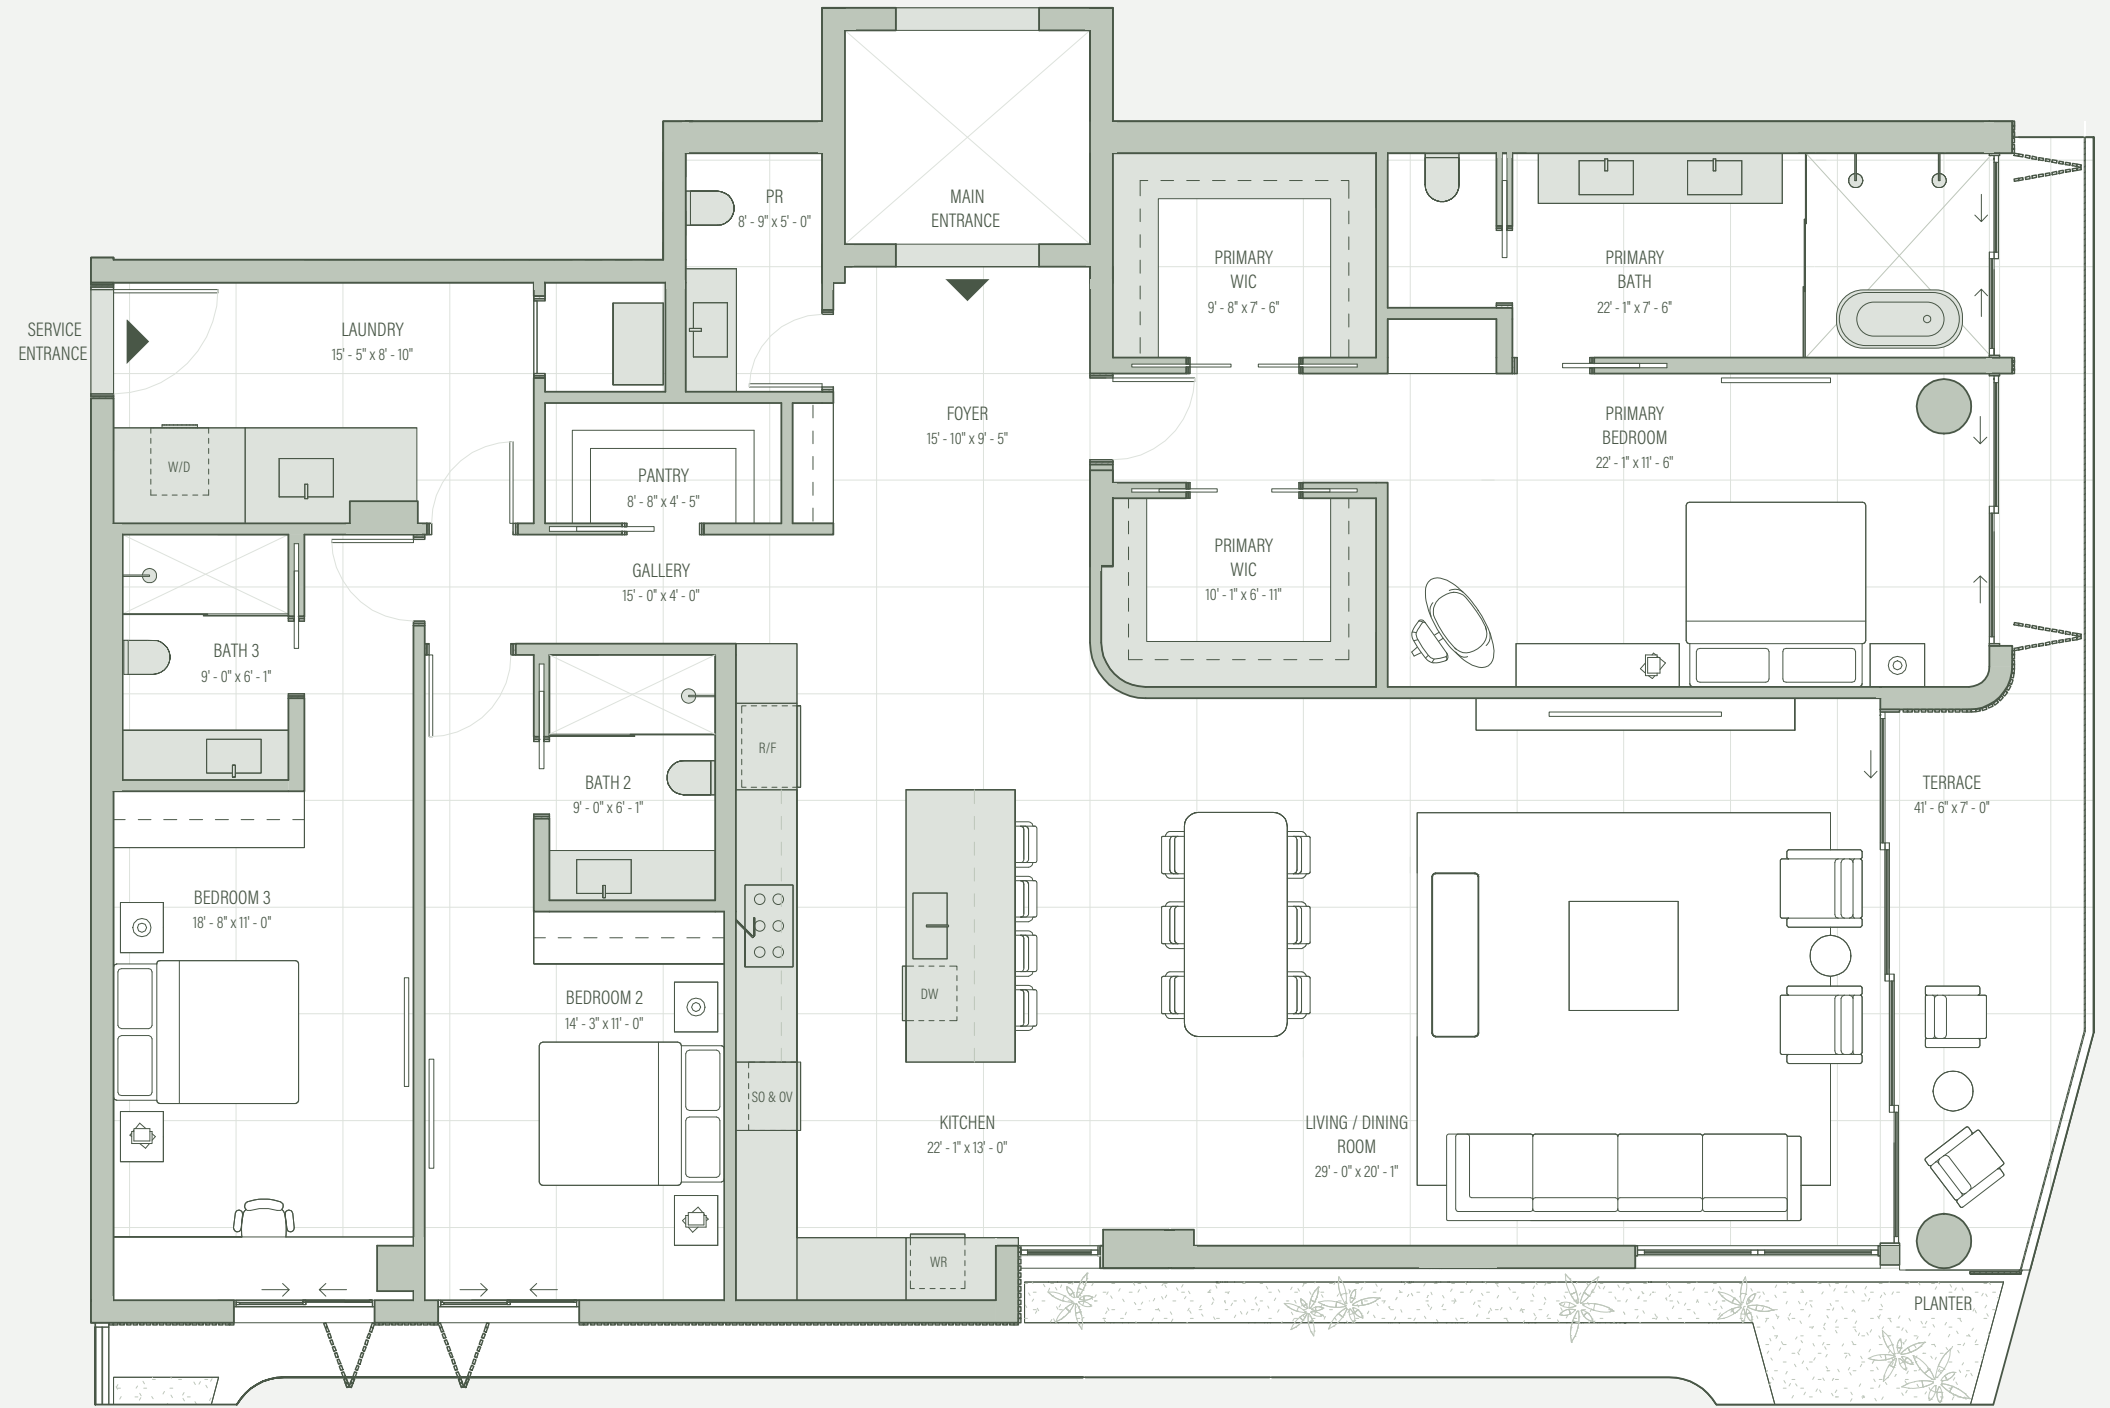 PR
8' - 9" x 5' - 0"
MAIN
ENTRANCE
PRIMARY
WIC
9' - 8" x 7' - 6"
PRIMARY
BATH
22' - 1" x 7' - 6"
SERVICE
ENTRANCE
LAUNDRY
15' - 5" x 8' - 10"
FOYER
15' - 10" x 9' - 5"
PRIMARY
BEDROOM
22' - 1" x 11' - 6"
W/D
PANTRY
8' - 8" x 4' - 5"
GALLERY
15' - 0" x 4' - 0"
PRIMARY
WIC
10' - 1" x 6' - 11"
BATH 3
9' - 0" x 6' - 1"
R/F
BATH 2
9' - 0" x 6' - 1"
TERRACE
41' - 6" x 7' - 0"
BEDROOM 3
18' - 8" x 11' - 0"
BEDROOM 2
14' - 3" x 11' - 0"
DW
SO & OV
KITCHEN
22' - 1" x 13' - 0"
LIVING / DINING
ROOM
29' - 0" x 20' - 1"
WR
PLANTER